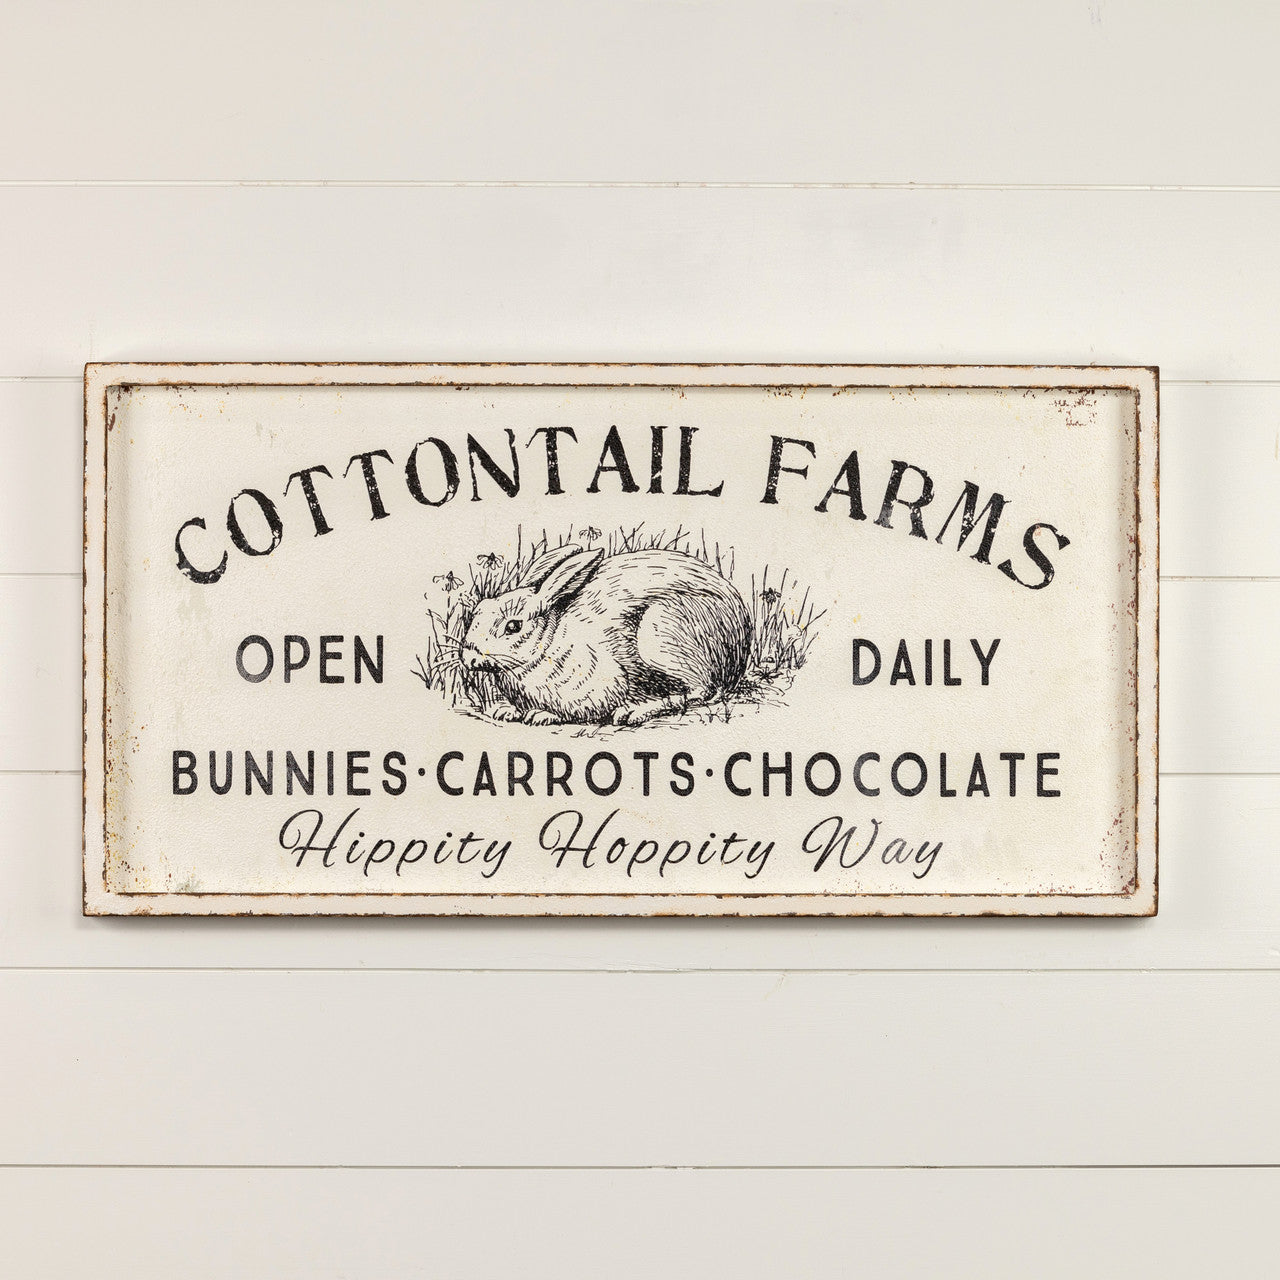 COTTONTAIL FARMS
OPEN DAILY
BUNNIES·CARROTS·CHOCOLATE
Hippity Hoppity Way